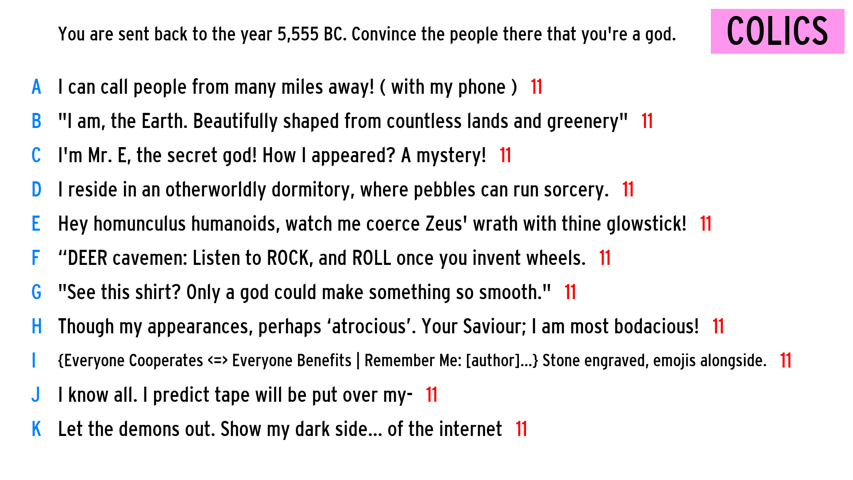 You are sent back to the year 5,555 BC. Convince the people there that you're a god.
COLICS
A I can call people from many miles away! ( with my phone ) 11
B "I am, the Earth. Beautifully shaped from countless lands and greenery" 11
C I'm Mr. E, the secret god! How I appeared? A mystery! 11
D I reside in an otherworldly dormitory, where pebbles can run sorcery. 11
E Hey homunculus humanoids, watch me coerce Zeus' wrath with thine glowstick! 11
F “DEER cavemen: Listen to ROCK, and ROLL once you invent wheels. 11
G "See this shirt? Only a god could make something so smooth." 11
H Though my appearances, perhaps ‘atrocious’. Your Saviour; I am most bodacious! 11
I {Everyone Cooperates <=> Everyone Benefits | Remember Me: [author]...} Stone engraved, emojis alongside. 11
J I know all. I predict tape will be put over my- 11
K Let the demons out. Show my dark side... of the internet 11